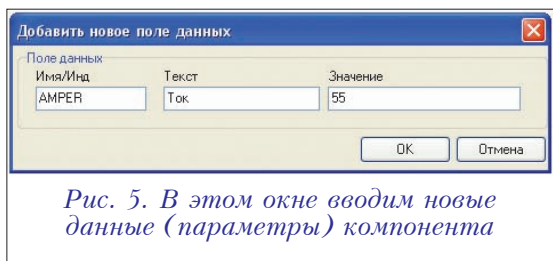 Добавить новое поле данных
Поле данных
Имя/Инд Текст Значение
AMPER Ток 55
OK Отмена
Рис. 5. В этом окне вводим новые
данные (параметры) компонента